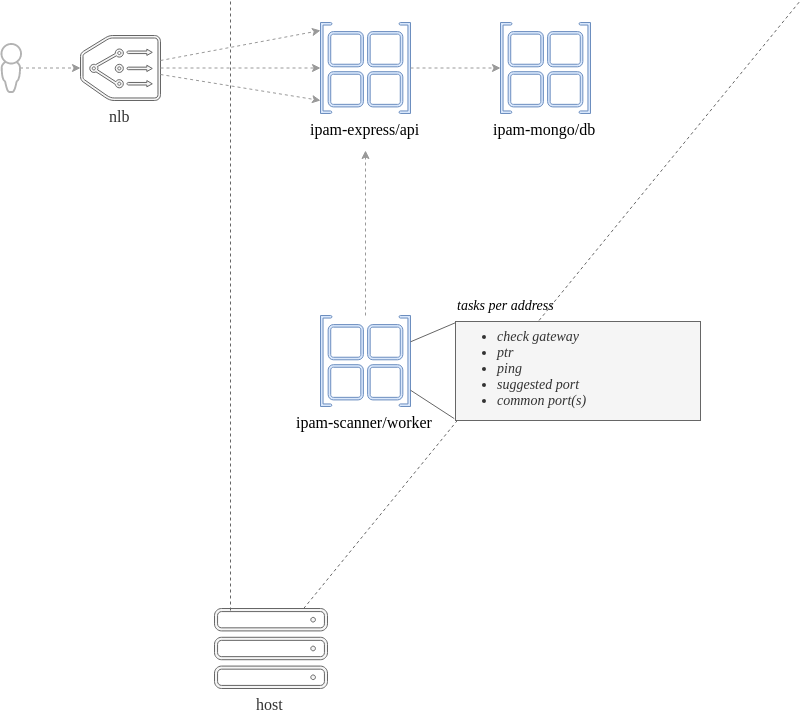 nlb
ipam-express/api
ipam-mongo/db
tasks per address
• check gateway
• ptr
• ping
• suggested port
• common port(s)
ipam-scanner/worker
host